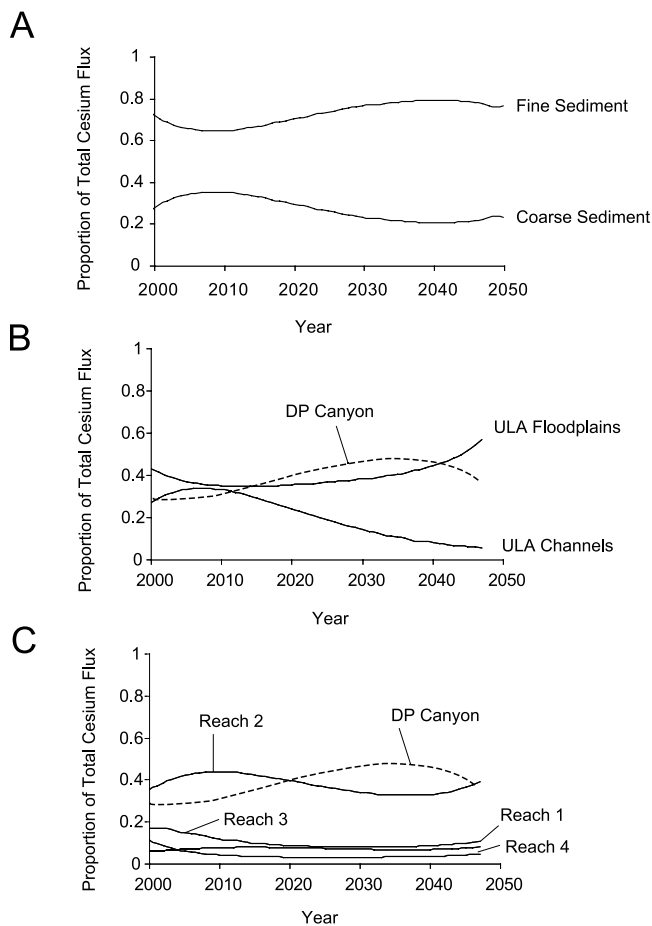 A
Proportion of Total Cesium Flux
1
0.8
0.6
0.4
0.2
0
Fine Sediment
Coarse Sediment
2000 2010 2020 2030 2040 2050
Year
B
Proportion of Total Cesium Flux
1
0.8
0.6
0.4
0.2
0
DP Canyon
ULA Floodplains
ULA Channels
2000 2010 2020 2030 2040 2050
Year
C
Proportion of Total Cesium Flux
1
0.8
0.6
0.4
0.2
0
Reach 2
DP Canyon
Reach 3
Reach 1
Reach 4
2000 2010 2020 2030 2040 2050
Year